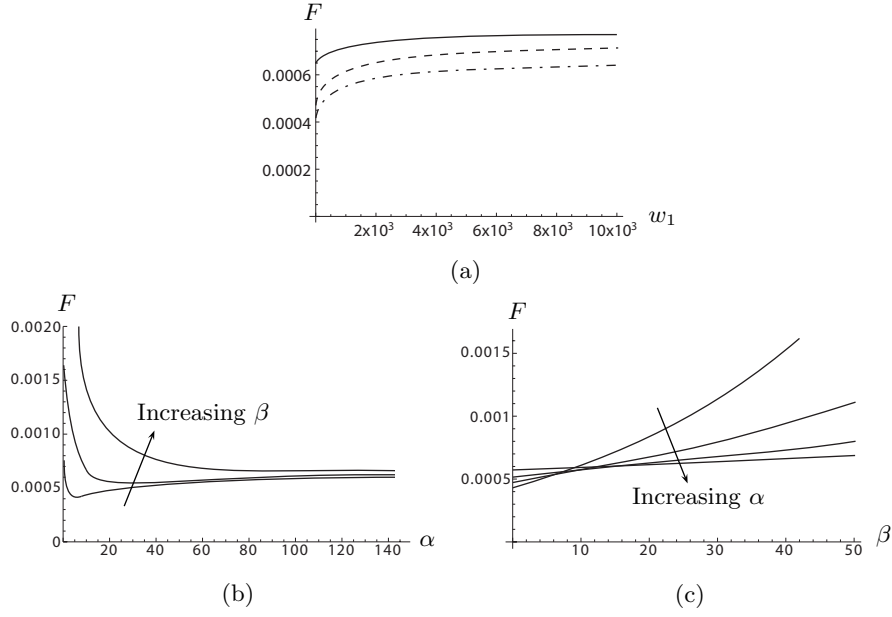 F
0.0006
0.0004
0.0002
2x10³ 4x10³ 6x10³ 8x10³ 10x10³ w₁
(a)
F
0.0020
0.0015
0.0010
0.0005
0
20 40 60 80 100 120 140 α
Increasing β
(b)
F
0.0015
0.001
0.0005
10 20 30 40 50 β
Increasing α
(c)